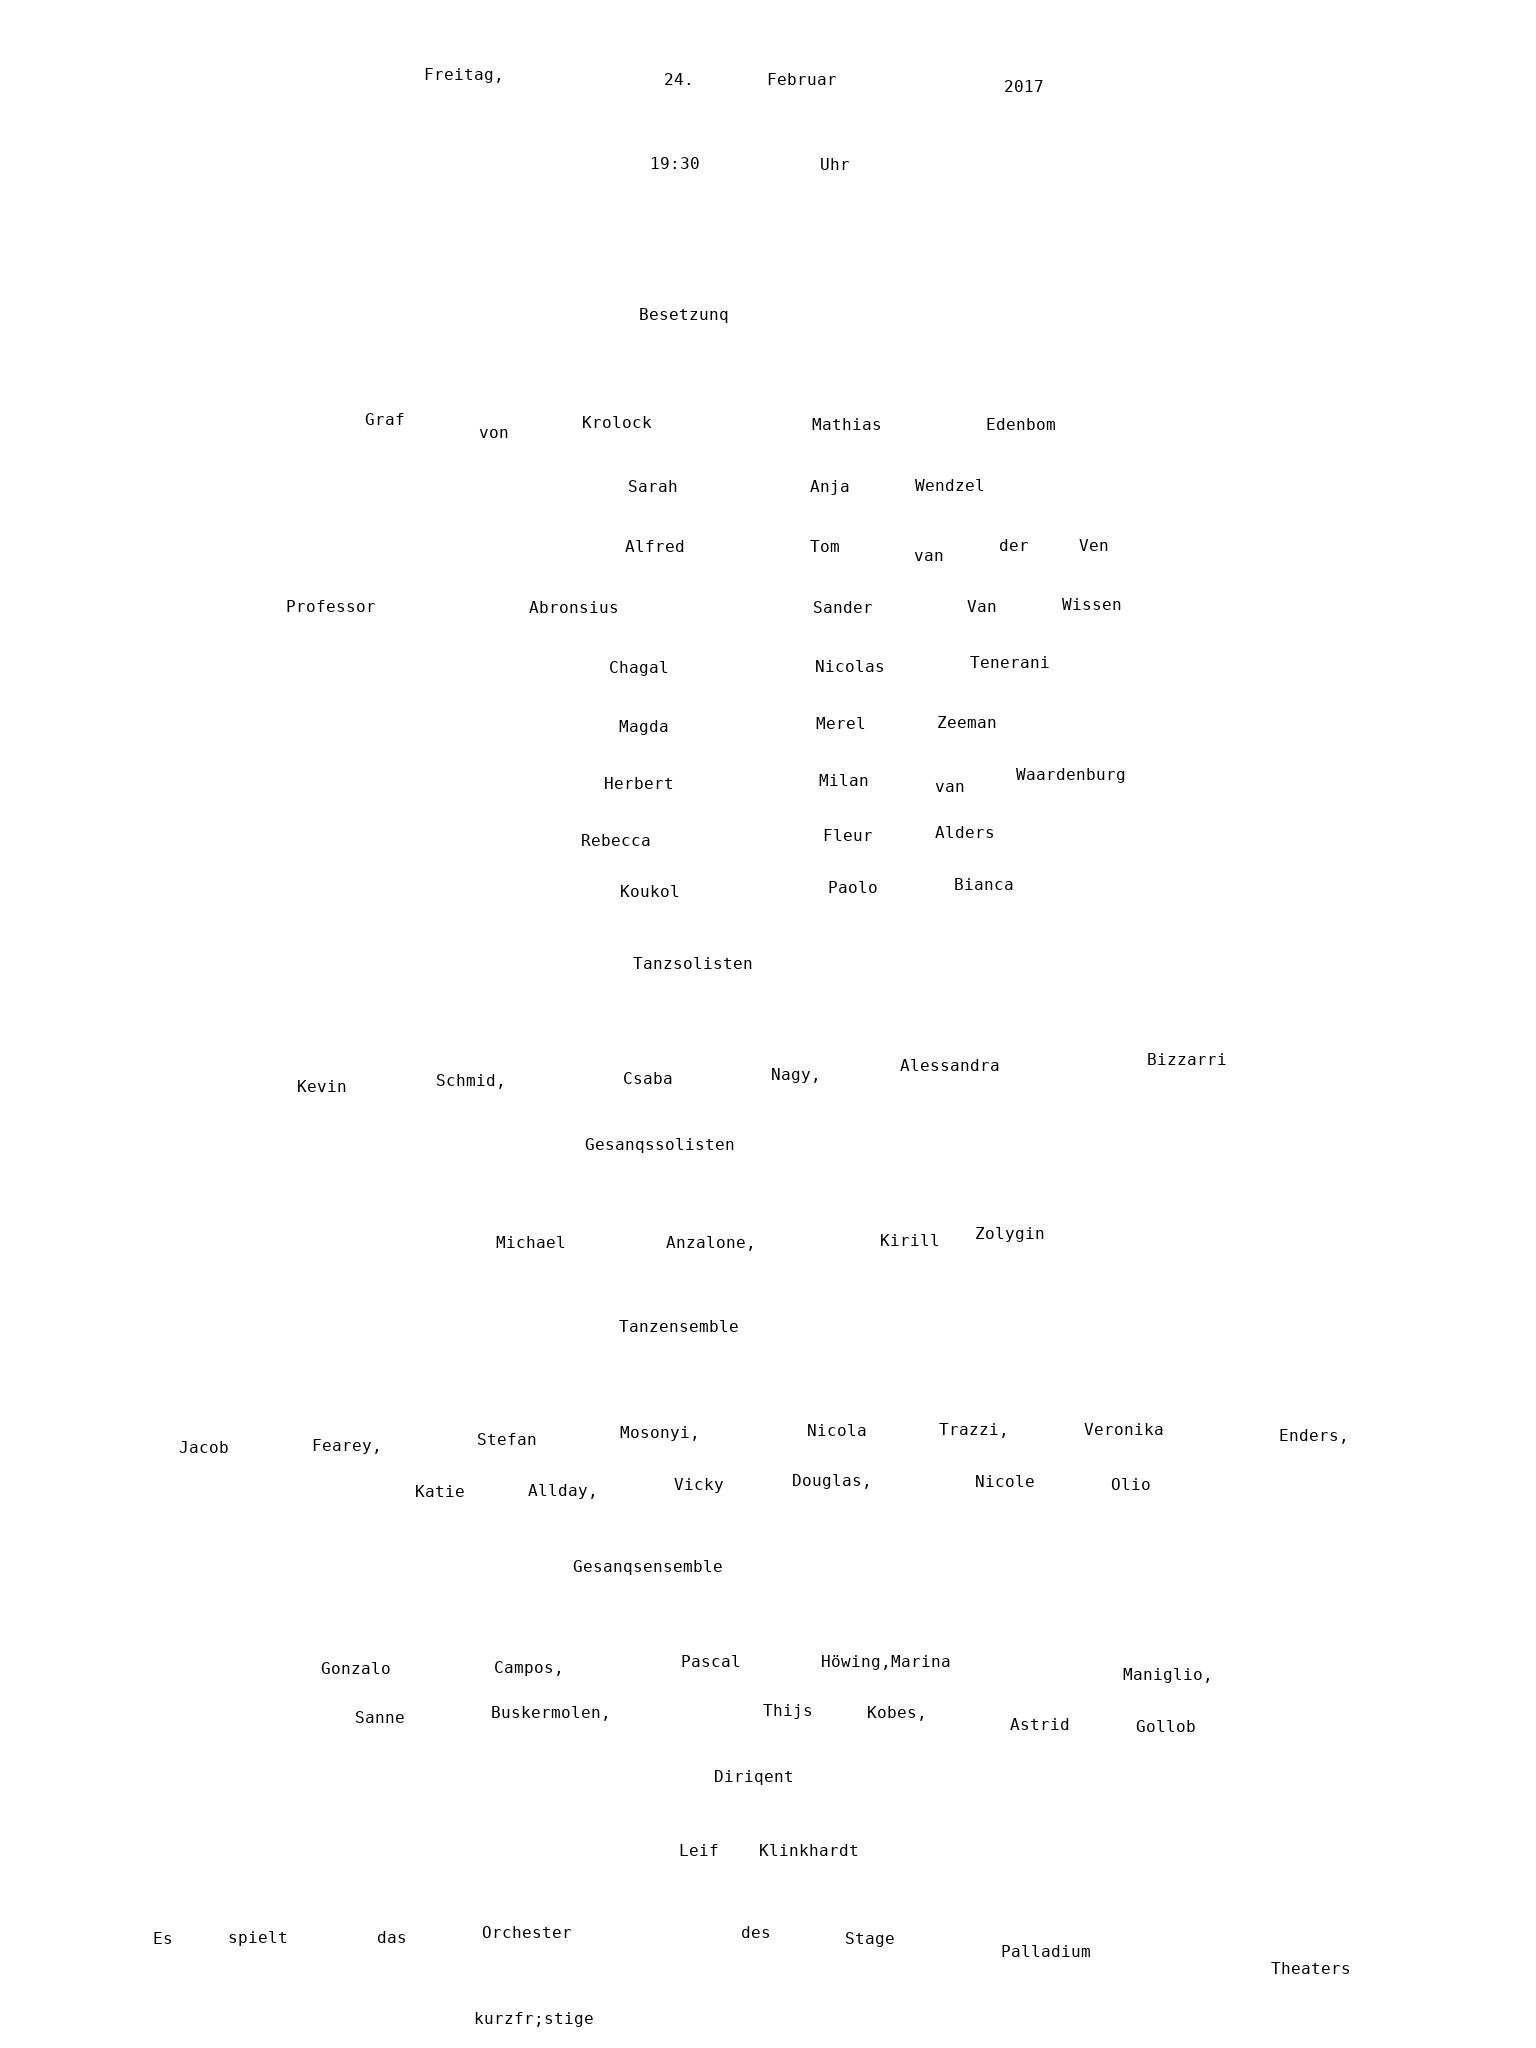 Freitag, 24. Februar 2017
19:30 Uhr
Besetzunq
Graf von Krolock Mathias Edenbom
Sarah Anja Wendzel
Alfred Tom van der Ven
Professor Abronsius Sander Van Wissen
Chagal Nicolas Tenerani
Magda Merel Zeeman
Herbert Milan van Waardenburg
Rebecca Fleur Alders
Koukol Paolo Bianca
Tanzsolisten
Kevin Schmid, Csaba Nagy, Alessandra Bizzarri
Gesanqssolisten
Michael Anzalone, Kirill Zolygin
Tanzensemble
Jacob Fearey, Stefan Mosonyi, Nicola Trazzi, Veronika Enders,
Katie Allday, Vicky Douglas, Nicole Olio
Gesanqsensemble
Gonzalo Campos, Pascal Höwing,Marina Maniglio,
Sanne Buskermolen, Thijs Kobes, Astrid Gollob
Diriqent
Leif Klinkhardt
Es spielt das Orchester des Stage Palladium Theaters
kurzfr;stige